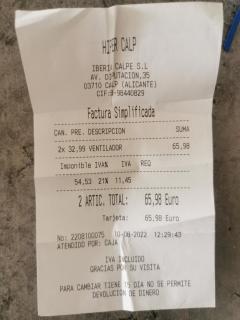 HIPER CALP
IBERIC CALPE S.L
AV. DIPUTACIÓN,35
03710 CALP (ALICANTE)
CIF: -98440829
Factura Simplificada
CAN. PRE. DESCRIPCION SUMA
2x 32,99 VENTILADOR 65,98
Imponible IVA% IVA REQ
54,53 21% 11,45
2 ARTIC. TOTAL: 65,98 Euro
Tarjeta: 65,98 Euro
No: 2208100075 10-08-2022 12:29:43
ATENDIDO POR: CAJA
IVA INCLUIDO
GRACIAS POR SU VISITA
PARA CAMBIAR TIENE 15 DIA NO SE PERMITE
DEVOLUCION DE DINERO